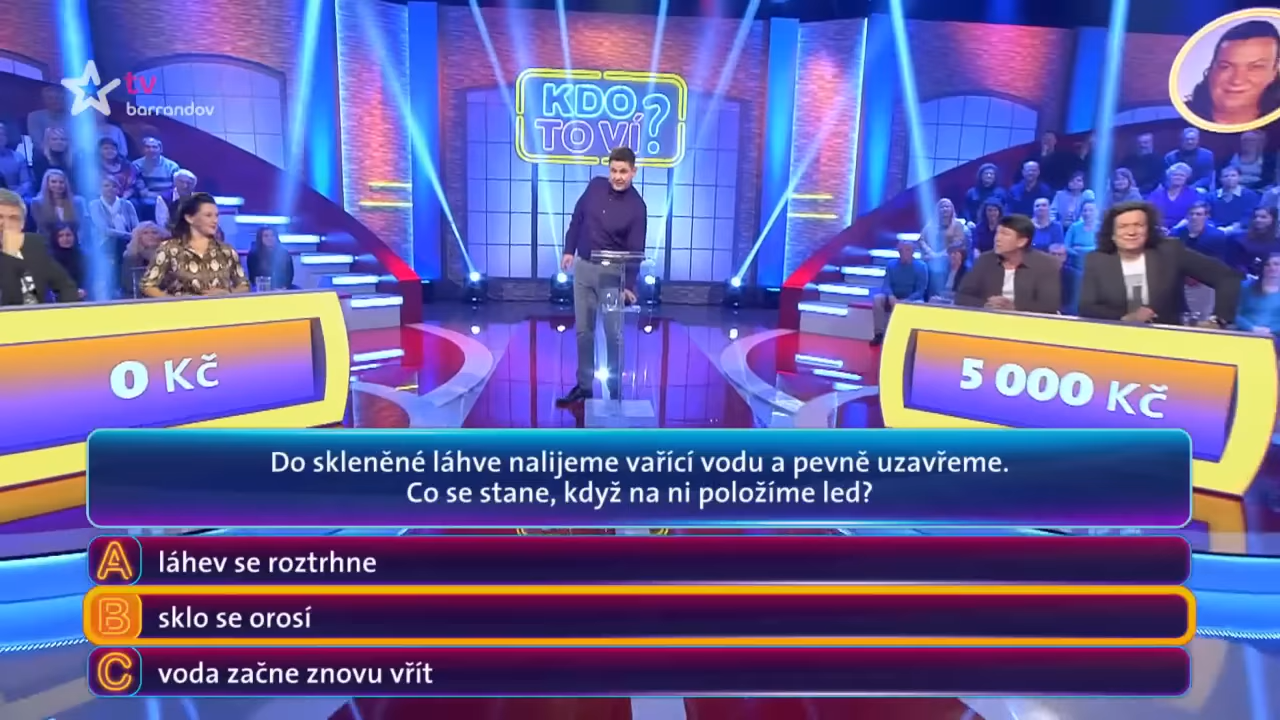 tv
barrandov
KDO
TO VÍ?
0 Kč
5 000 Kč
Do skleněné láhve nalijeme vařící vodu a pevně uzavřeme.
Co se stane, když na ni položíme led?
A láhev se roztrhne
B sklo se orosí
C voda začne znovu vřít